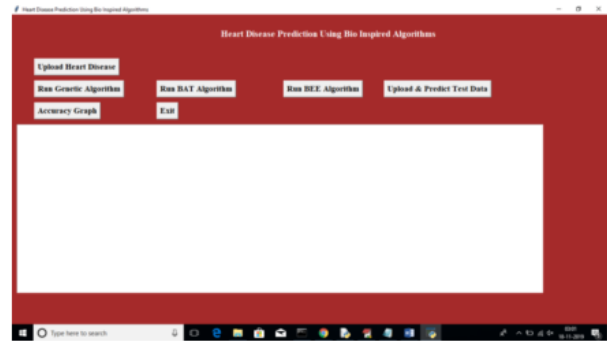 Heart Disease Prediction Using Bio Inspired Algorithms
Heart Disease Prediction Using Bio Inspired Algorithms
Upload Heart Disease
Run Genetic Algorithm Run BAT Algorithm Run BEE Algorithm Upload & Predict Test Data
Accuracy Graph Exit
Type here to search